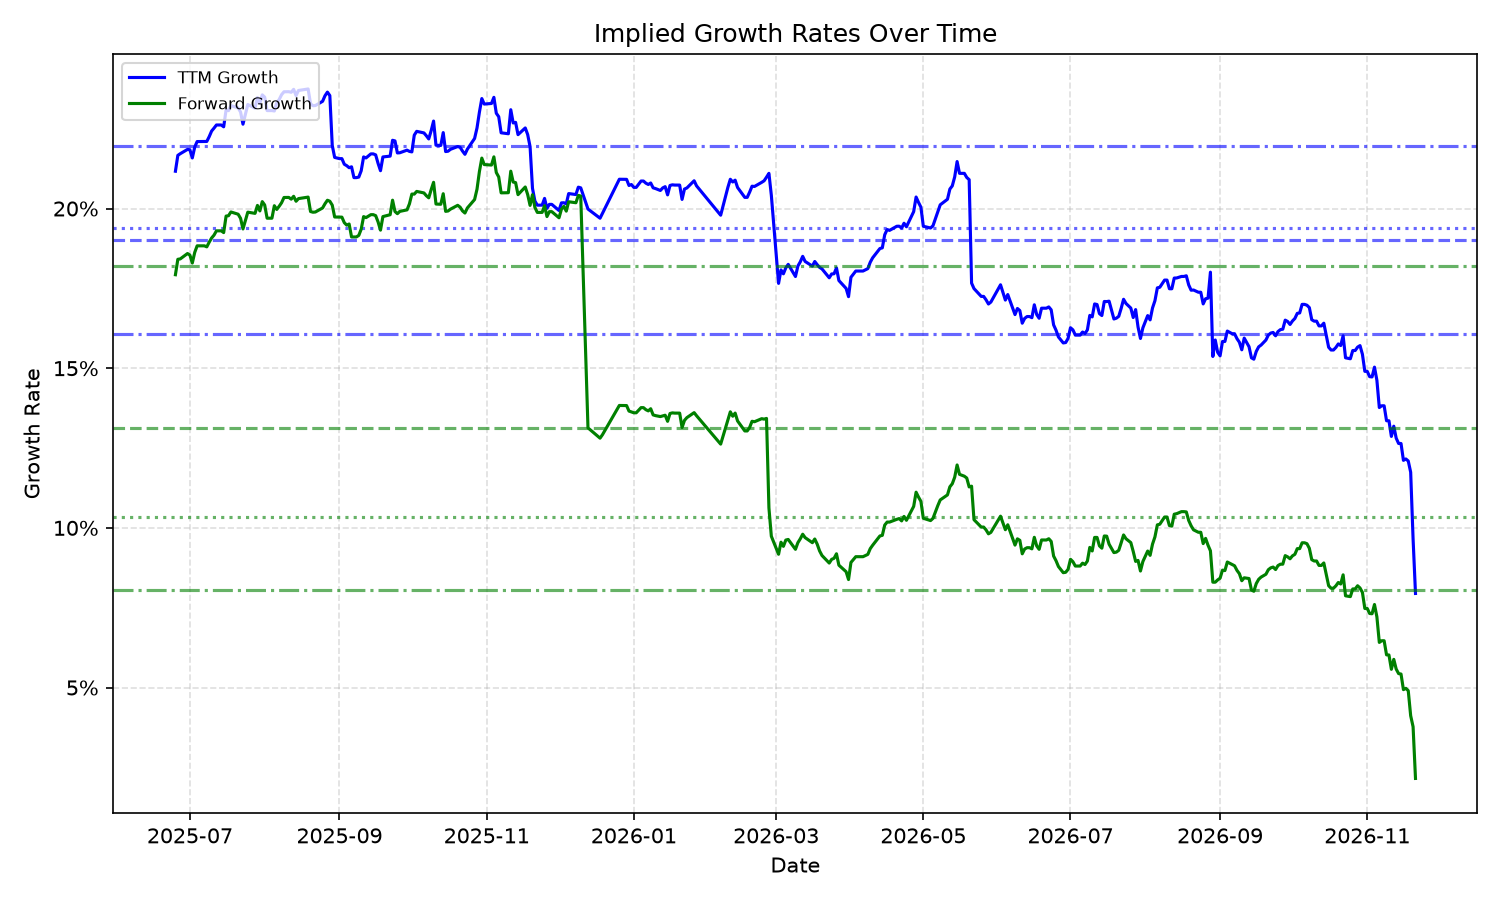 Implied Growth Rates Over Time
TTM Growth
Forward Growth
Growth Rate
20%
15%
10%
5%
2025-07 2025-09 2025-11 2026-01 2026-03 2026-05 2026-07 2026-09 2026-11
Date